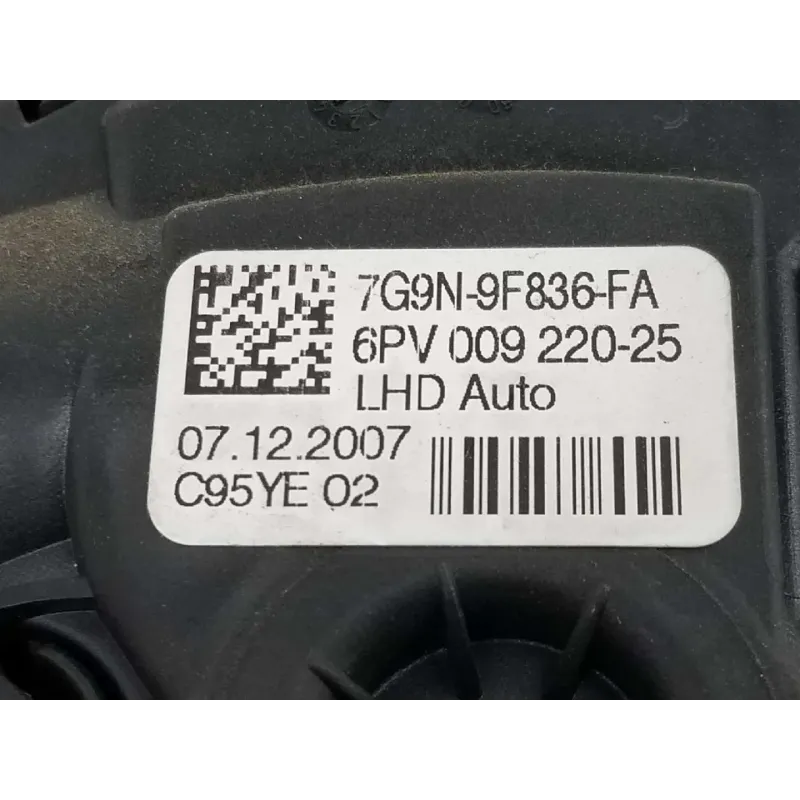 7G9N-9F836-FA
6PV 009 220-25
LHD Auto
07.12.2007
C95YE 02